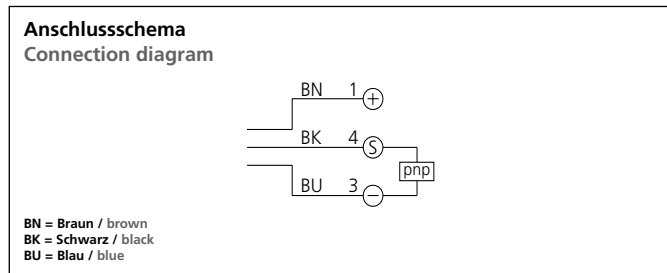 Anschlussschema
Connection diagram
BN 1 +
BK 4 S
pnp
BU 3 −
BN = Braun / brown
BK = Schwarz / black
BU = Blau / blue